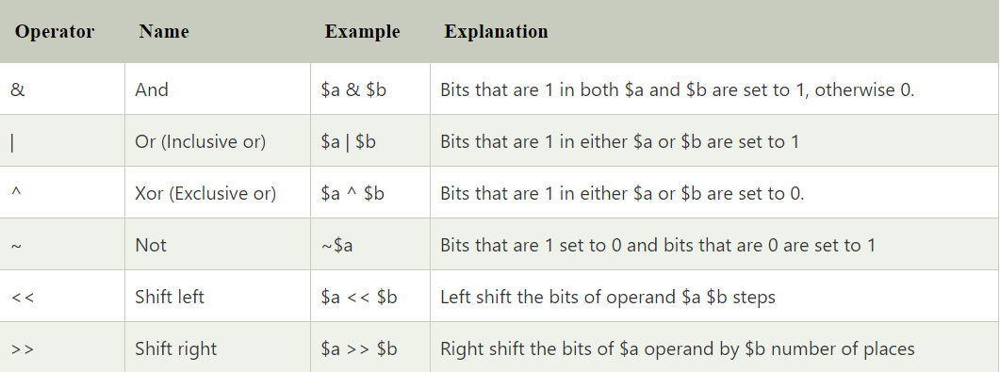 Operator Name Example Explanation
& And $a & $b Bits that are 1 in both $a and $b are set to 1, otherwise 0.
| Or (Inclusive or) $a | $b Bits that are 1 in either $a or $b are set to 1
^ Xor (Exclusive or) $a ^ $b Bits that are 1 in either $a or $b are set to 0.
~ Not ~$a Bits that are 1 set to 0 and bits that are 0 are set to 1
<< Shift left $a << $b Left shift the bits of operand $a $b steps
>> Shift right $a >> $b Right shift the bits of $a operand by $b number of places